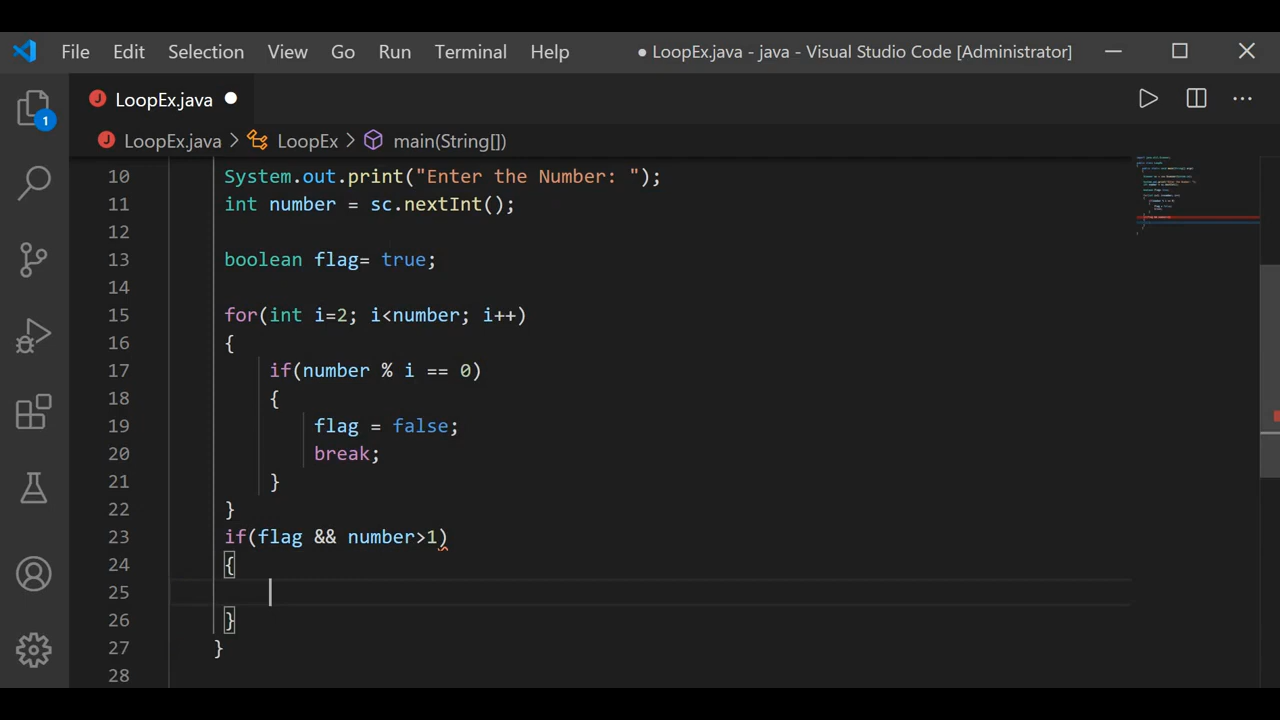 File Edit Selection View Go Run Terminal Help ● LoopEx.java - java - Visual Studio Code [Administrator]
J LoopEx.java ●
1
J LoopEx.java > LoopEx > main(String[])
10 System.out.print("Enter the Number: ");
11 int number = sc.nextInt();
12
13 boolean flag= true;
14
15 for(int i=2; i<number; i++)
16 {
17 if(number % i == 0)
18 {
19 flag = false;
20 break;
21 }
22 }
23 if(flag && number>1)
24 {
25
26 }
27 }
28